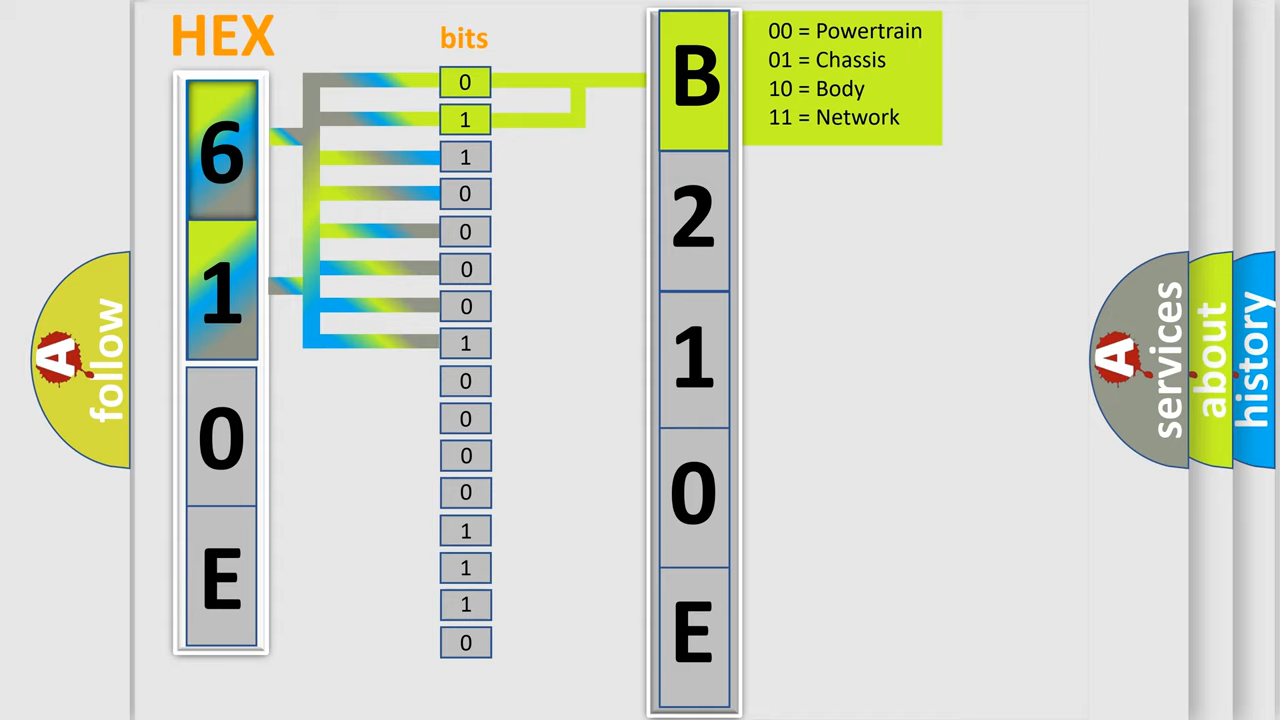 HEX
bits
6
1
0
E
0
1
1
0
0
0
0
1
0
0
0
0
1
1
1
0
B
2
1
0
E
00 = Powertrain
01 = Chassis
10 = Body
11 = Network
A
follow
A
services
about
history